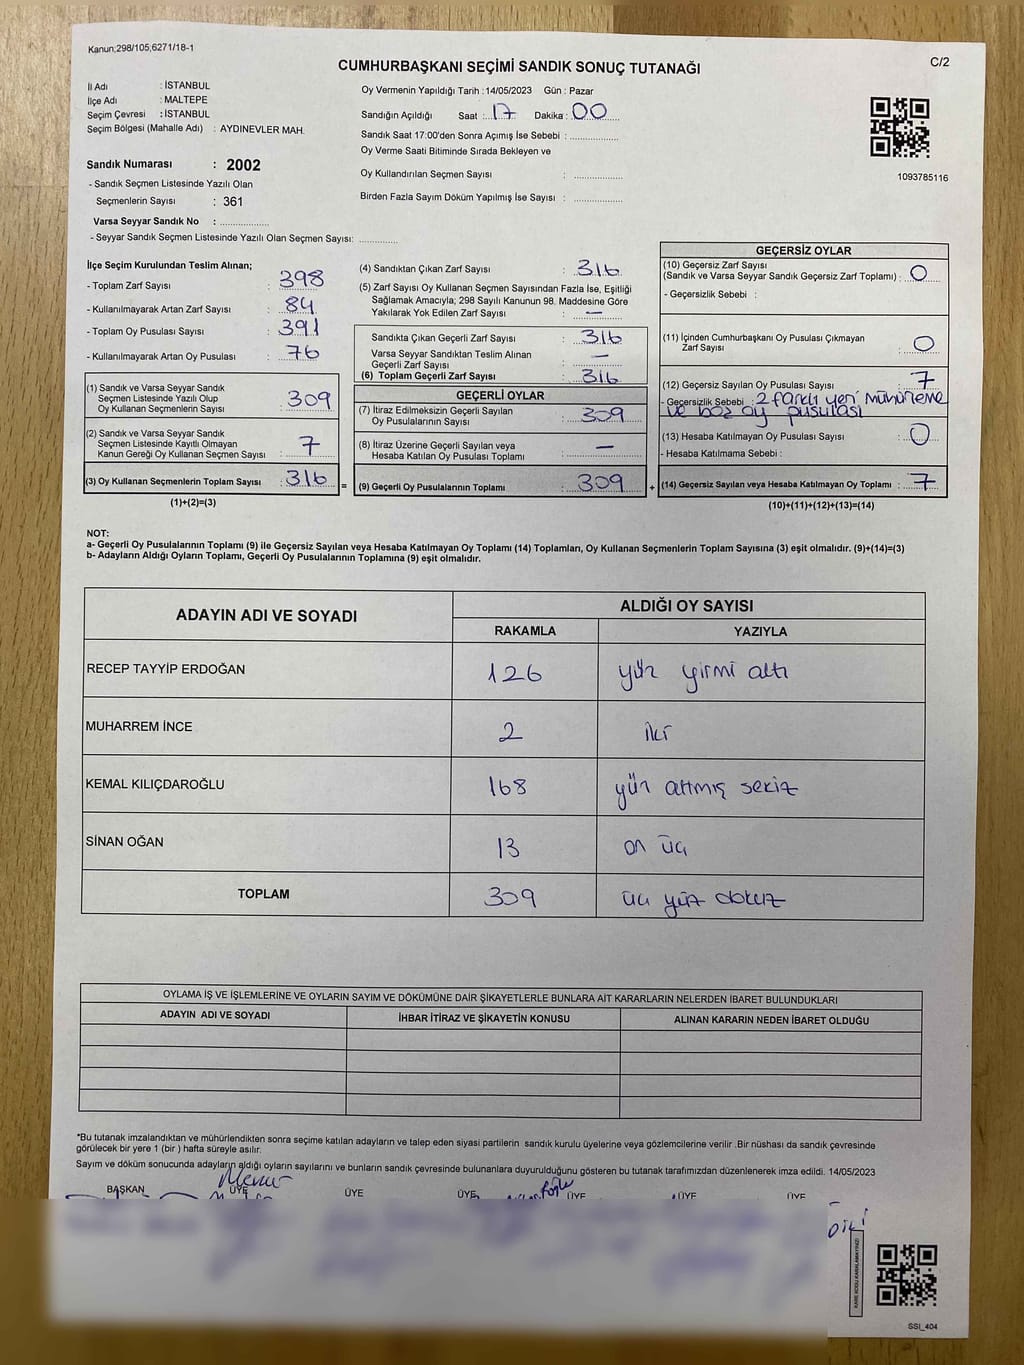 Kanun;298/105;6271/18-1
C/2
CUMHURBAŞKANI SEÇİMİ SANDIK SONUÇ TUTANAĞI
İl Adı : İSTANBUL
İlçe Adı : MALTEPE
Seçim Çevresi : İSTANBUL
Seçim Bölgesi (Mahalle Adı) : AYDINEVLER MAH.
Sandık Numarası : 2002
- Sandık Seçmen Listesinde Yazılı Olan
Seçmenlerin Sayısı : 361
Varsa Seyyar Sandık No :
- Seyyar Sandık Seçmen Listesinde Yazılı Olan Seçmen Sayısı:
Oy Vermenin Yapıldığı Tarih : 14/05/2023 Gün : Pazar
Sandığın Açıldığı Saat : 17 Dakika : 00
Sandık Saat 17:00'den Sonra Açımış İse Sebebi :
Oy Verme Saati Bitiminde Sırada Bekleyen ve
Oy Kullandırılan Seçmen Sayısı :
Birden Fazla Sayım Döküm Yapılmış İse Sayısı :
1093785116
İlçe Seçim Kurulundan Teslim Alınan;
- Toplam Zarf Sayısı : 398
- Kullanılmayarak Artan Zarf Sayısı : 84
- Toplam Oy Pusulası Sayısı : 391
- Kullanılmayarak Artan Oy Pusulası : 76
(1) Sandık ve Varsa Seyyar Sandık
Seçmen Listesinde Yazılı Olup
Oy Kullanan Seçmenlerin Sayısı : 309
(2) Sandık ve Varsa Seyyar Sandık
Seçmen Listesinde Kayıtlı Olmayan
Kanun Gereği Oy Kullanan Seçmen Sayısı : 7
(3) Oy Kullanan Seçmenlerin Toplam Sayısı : 316 =
(1)+(2)=(3)
(4) Sandıktan Çıkan Zarf Sayısı : 316
(5) Zarf Sayısı Oy Kullanan Seçmen Sayısından Fazla İse, Eşitliği
Sağlamak Amacıyla; 298 Sayılı Kanunun 98. Maddesine Göre
Yakılarak Yok Edilen Zarf Sayısı : —
Sandıkta Çıkan Geçerli Zarf Sayısı : 316
Varsa Seyyar Sandıktan Teslim Alınan
Geçerli Zarf Sayısı : —
(6) Toplam Geçerli Zarf Sayısı : 316
GEÇERLİ OYLAR
(7) İtiraz Edilmeksizin Geçerli Sayılan
Oy Pusulalarının Sayısı : 309
(8) İtiraz Üzerine Geçerli Sayılan veya
Hesaba Katılan Oy Pusulası Toplamı : —
(9) Geçerli Oy Pusulalarının Toplamı : 309 +
GEÇERSİZ OYLAR
(10) Geçersiz Zarf Sayısı
(Sandık ve Varsa Seyyar Sandık Geçersiz Zarf Toplamı) : 0
- Geçersizlik Sebebi :
(11) İçinden Cumhurbaşkanı Oy Pusulası Çıkmayan
Zarf Sayısı : 0
(12) Geçersiz Sayılan Oy Pusulası Sayısı : 7
- Geçersizlik Sebebi : 2 farklı yeri mühürleme
ve boz oy pusulası
(13) Hesaba Katılmayan Oy Pusulası Sayısı : 0
- Hesaba Katılmama Sebebi :
(14) Geçersiz Sayılan veya Hesaba Katılmayan Oy Toplamı : 7
(10)+(11)+(12)+(13)=(14)
NOT:
a- Geçerli Oy Pusulalarının Toplamı (9) ile Geçersiz Sayılan veya Hesaba Katılmayan Oy Toplamı (14) Toplamları, Oy Kullanan Seçmenlerin Toplam Sayısına (3) eşit olmalıdır. (9)+(14)=(3)
b- Adayların Aldığı Oyların Toplamı, Geçerli Oy Pusulalarının Toplamına (9) eşit olmalıdır.
ADAYIN ADI VE SOYADI ALDIĞI OY SAYISI
RAKAMLA YAZIYLA
RECEP TAYYİP ERDOĞAN 126 yüz yirmi altı
MUHARREM İNCE 2 iki
KEMAL KILIÇDAROĞLU 168 yüz altmış sekiz
SİNAN OĞAN 13 on üç
TOPLAM 309 üç yüz dokuz
OYLAMA İŞ VE İŞLEMLERİNE VE OYLARIN SAYIM VE DÖKÜMÜNE DAİR ŞİKAYETLERLE BUNLARA AİT KARARLARIN NELERDEN İBARET BULUNDUKLARI
ADAYIN ADI VE SOYADI İHBAR İTİRAZ VE ŞİKAYETİN KONUSU ALINAN KARARIN NEDEN İBARET OLDUĞU
*Bu tutanak imzalandıktan ve mühürlendikten sonra seçime katılan adayların ve talep eden siyasi partilerin sandık kurulu üyelerine veya gözlemcilerine verilir .Bir nüshası da sandık çevresinde
görülecek bir yere 1 (bir ) hafta süreyle asılır.
Sayım ve döküm sonucunda adayların aldığı oyların sayılarını ve bunların sandık çevresinde bulunanlara duyurulduğunu gösteren bu tutanak tarafımızdan düzenlenerek imza edildi. 14/05/2023
BAŞKAN ÜYE ÜYE ÜYE ÜYE ÜYE ÜYE
SSI_404